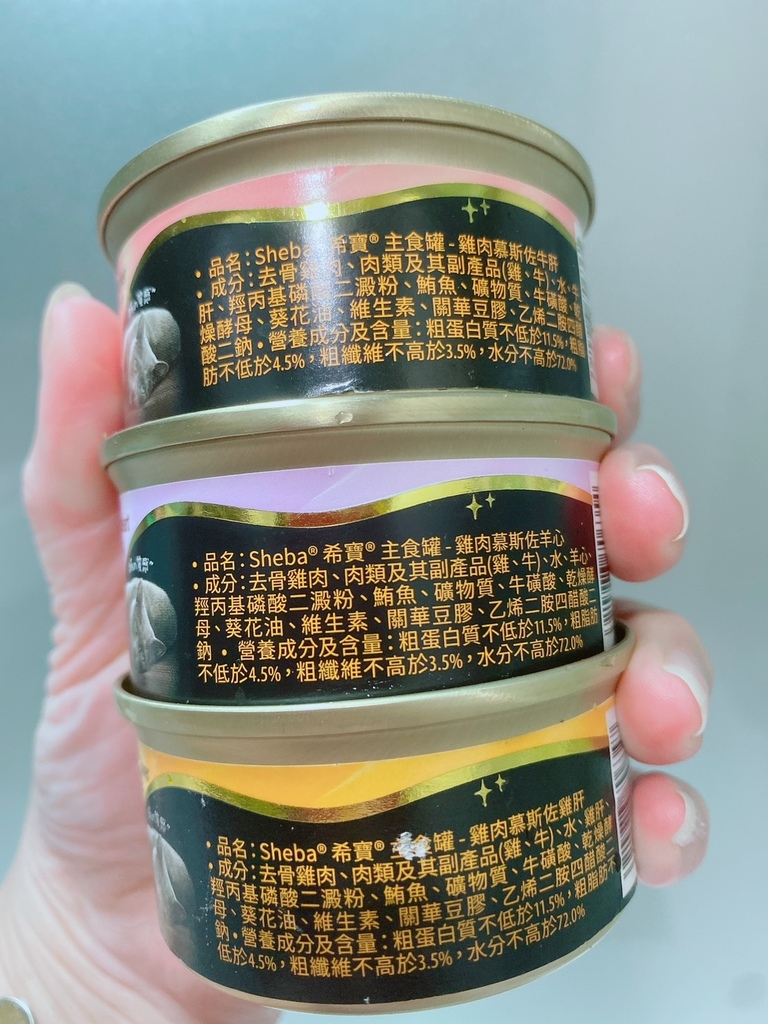 • 品名：Sheba® 希寶® 主食罐 - 雞肉慕斯佐牛肝
• 成分：去骨雞肉、肉類及其副產品(雞、牛)、水、牛
肝、羥丙基磷酸二澱粉、鮪魚、礦物質、牛磺酸、乾
燥酵母、葵花油、維生素、關華豆膠、乙烯二胺四醋
酸二鈉 • 營養成分及含量：粗蛋白質不低於11.5%，粗脂
肪不低於4.5%，粗纖維不高於3.5%，水分不高於72.0%
• 品名：Sheba® 希寶® 主食罐 - 雞肉慕斯佐羊心
• 成分：去骨雞肉、肉類及其副產品(雞、牛)、水、羊心、
羥丙基磷酸二澱粉、鮪魚、礦物質、牛磺酸、乾燥酵
母、葵花油、維生素、關華豆膠、乙烯二胺四醋酸二
鈉 • 營養成分及含量：粗蛋白質不低於11.5%，粗脂肪
不低於4.5%，粗纖維不高於3.5%，水分不高於72.0%
• 品名：Sheba® 希寶® 主食罐 - 雞肉慕斯佐雞肝
• 成分：去骨雞肉、肉類及其副產品(雞、牛)、水、雞肝、
羥丙基磷酸二澱粉、鮪魚、礦物質、牛磺酸、乾燥酵
母、葵花油、維生素、關華豆膠、乙烯二胺四醋酸二
鈉 • 營養成分及含量：粗蛋白質不低於11.5%，粗脂肪不
低於4.5%，粗纖維不高於3.5%，水分不高於72.0%